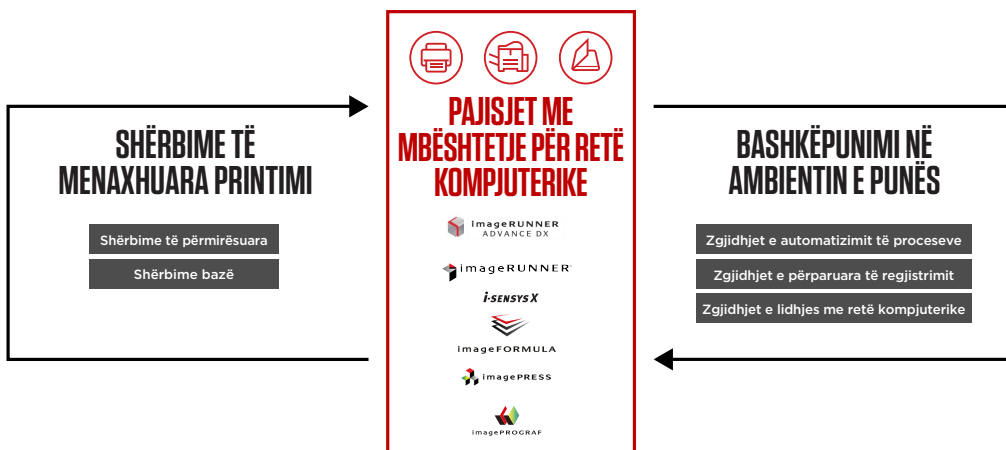 SHËRBIME TË
MENAXHUARA PRINTIMI
Shërbime të përmirësuara
Shërbime bazë
PAJISJET ME
MBËSHTETJE PËR RETË
KOMPJUTERIKE
imageRUNNER
ADVANCE DX
imageRUNNER
i-SENSYS X
imageFORMULA
imagePRESS
imagePROGRAF
BASHKËPUNIMI NË
AMBIENTIN E PUNËS
Zgjidhjet e automatizimit të proceseve
Zgjidhjet e përparuara të regjistrimit
Zgjidhjet e lidhjes me retë kompjuterike